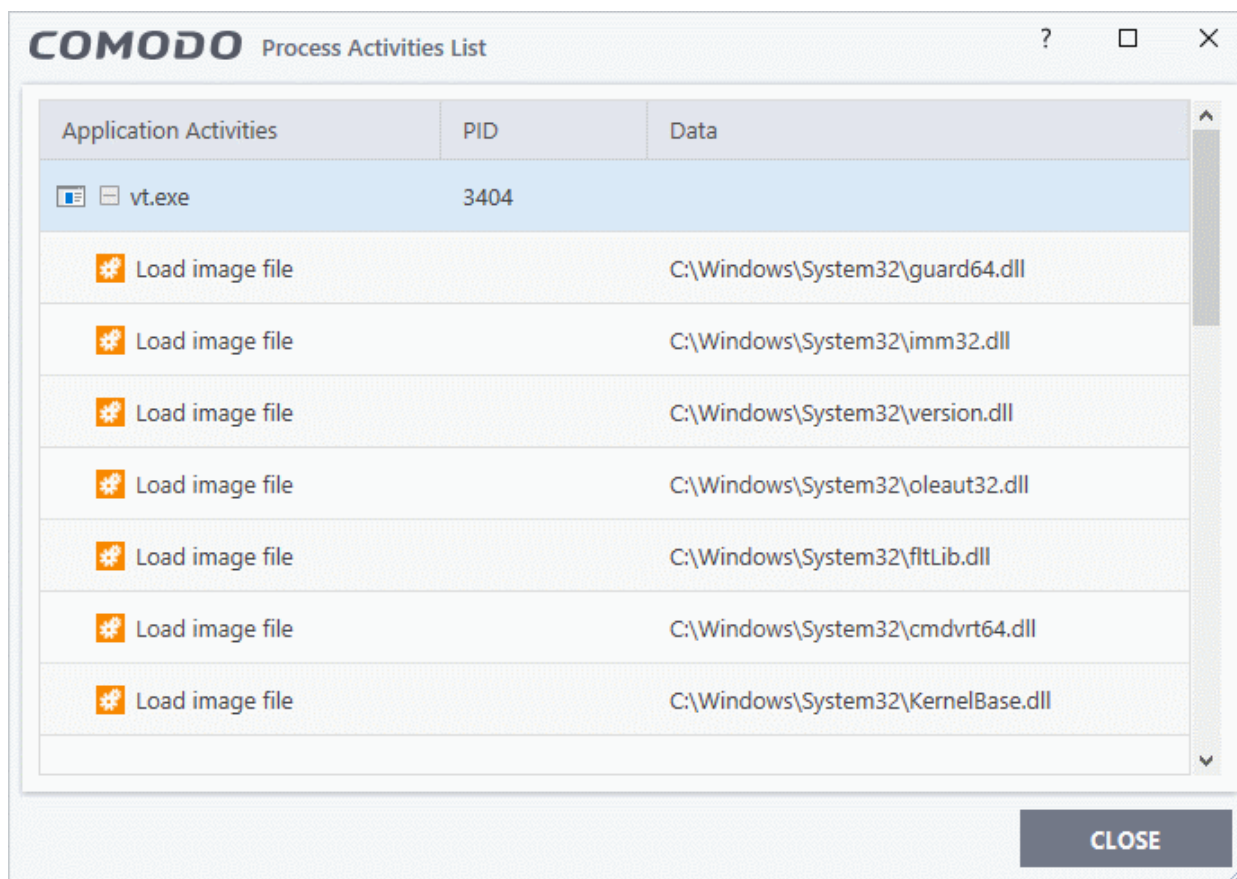 COMODO Process Activities List ?
Application Activities PID Data
vt.exe 3404
Load image file C:\Windows\System32\guard64.dll
Load image file C:\Windows\System32\imm32.dll
Load image file C:\Windows\System32\version.dll
Load image file C:\Windows\System32\oleaut32.dll
Load image file C:\Windows\System32\fltLib.dll
Load image file C:\Windows\System32\cmdvrt64.dll
Load image file C:\Windows\System32\KernelBase.dll
CLOSE